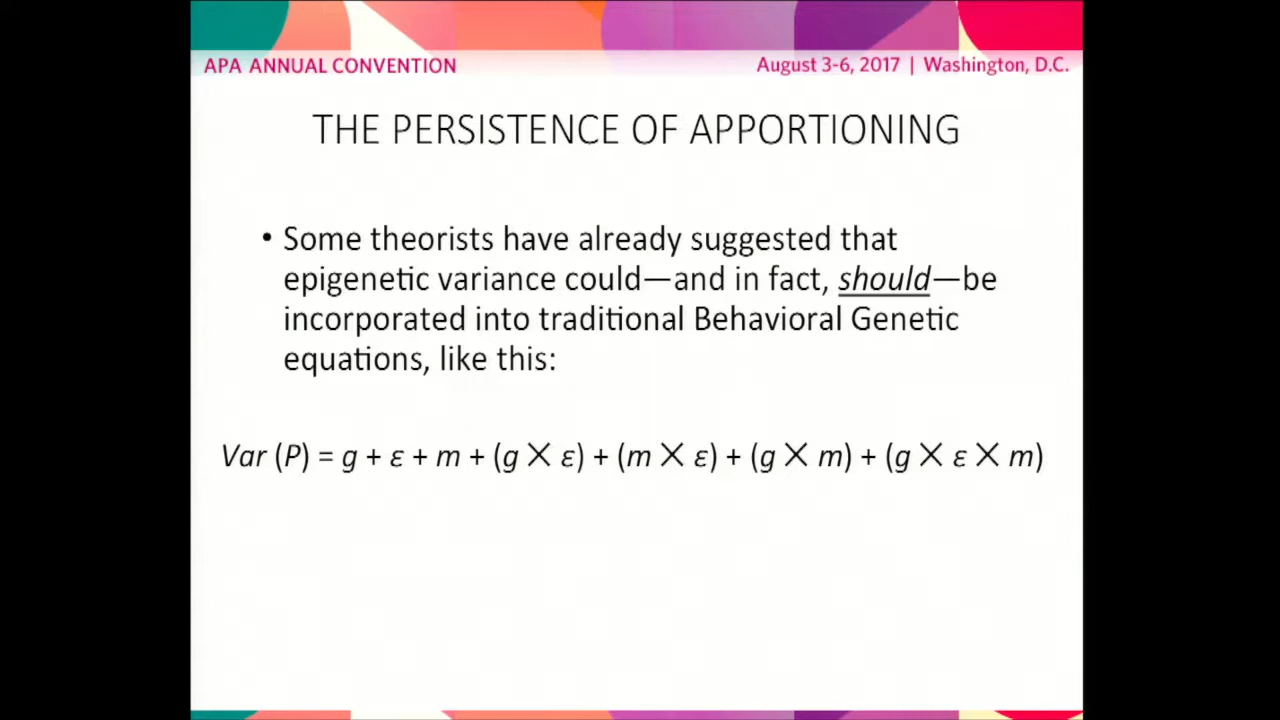 APA ANNUAL CONVENTION
August 3-6, 2017 | Washington, D.C.
THE PERSISTENCE OF APPORTIONING
• Some theorists have already suggested that
epigenetic variance could—and in fact, should—be
incorporated into traditional Behavioral Genetic
equations, like this:
Var (P) = g + ε + m + (g X ε) + (m X ε) + (g X m) + (g X ε X m)